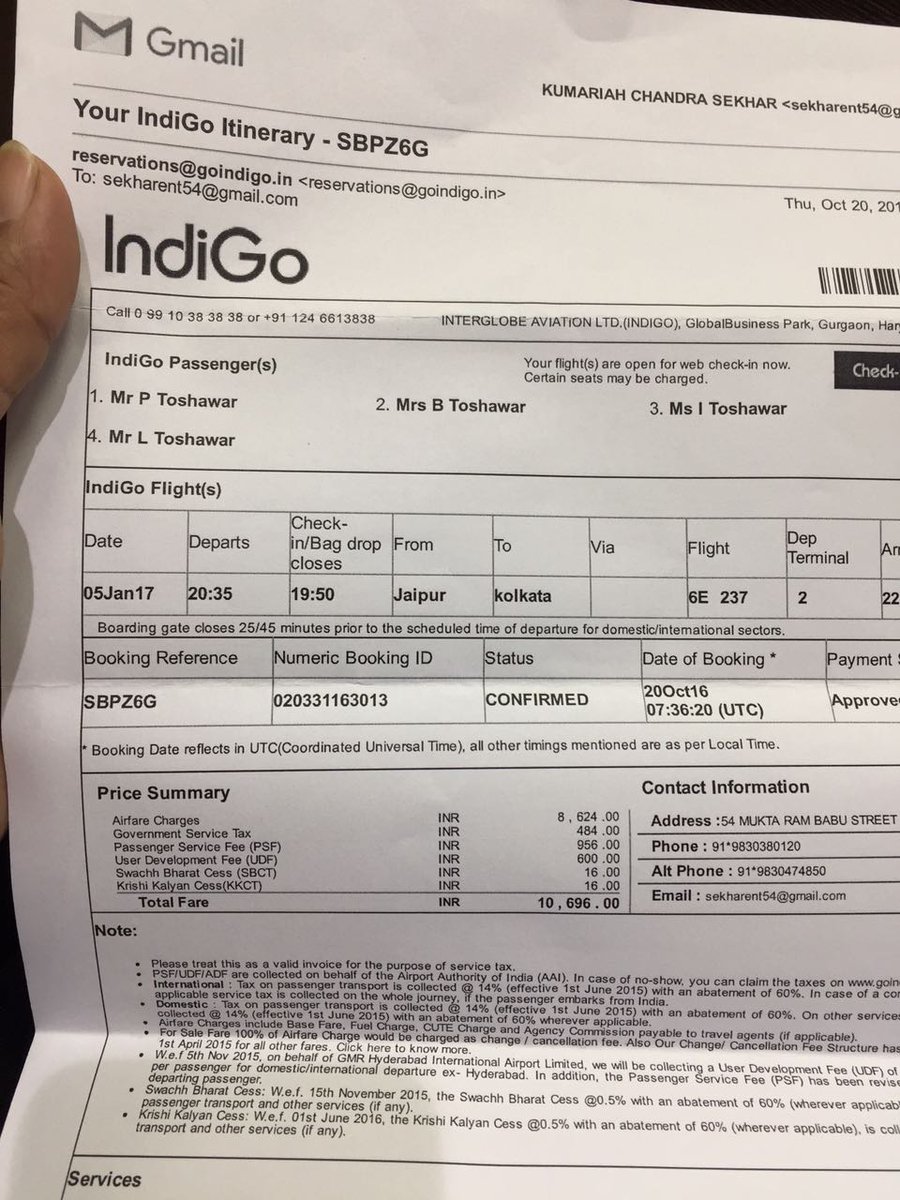 Gmail
KUMARIAH CHANDRA SEKHAR <sekharent54@g
Your IndiGo Itinerary - SBPZ6G
reservations@goindigo.in <reservations@goindigo.in>
To: sekharent54@gmail.com
Thu, Oct 20, 201
IndiGo
Call 0 99 10 38 38 38 or +91 124 6613838
INTERGLOBE AVIATION LTD.(INDIGO), GlobalBusiness Park, Gurgaon, Har
IndiGo Passenger(s)
Your flight(s) are open for web check-in now.
Certain seats may be charged.
Check-
1. Mr P Toshawar 2. Mrs B Toshawar 3. Ms I Toshawar
4. Mr L Toshawar
IndiGo Flight(s)
Date Departs Check-in/Bag drop closes From To Via Flight Dep Terminal Arr
05Jan17 20:35 19:50 Jaipur kolkata 6E 237 2 22
Boarding gate closes 25/45 minutes prior to the scheduled time of departure for domestic/international sectors.
Booking Reference Numeric Booking ID Status Date of Booking * Payment S
SBPZ6G 020331163013 CONFIRMED 20Oct16 07:36:20 (UTC) Approve
* Booking Date reflects in UTC(Coordinated Universal Time), all other timings mentioned are as per Local Time.
Price Summary
Airfare Charges INR 8,624.00
Government Service Tax INR 484.00
Passenger Service Fee (PSF) INR 956.00
User Development Fee (UDF) INR 600.00
Swachh Bharat Cess (SBCT) INR 16.00
Krishi Kalyan Cess(KKCT) INR 16.00
Total Fare INR 10,696.00
Contact Information
Address :54 MUKTA RAM BABU STREET
Phone : 91*9830380120
Alt Phone : 91*9830474850
Email : sekharent54@gmail.com
Note:
• Please treat this as a valid invoice for the purpose of service tax.
• PSF/UDF/ADF are collected on behalf of the Airport Authority of India (AAI). In case of no-show, you can claim the taxes on www.goin
• International : Tax on passenger transport is collected @ 14% (effective 1st June 2015) with an abatement of 60%. In case of a co
applicable service tax is collected on the whole journey, if the passenger embarks from India.
• Domestic : Tax on passenger transport is collected @ 14% (effective 1st June 2015) with an abatement of 60%. On other services
collected @ 14% (effective 1st June 2015) with an abatement of 60% wherever applicable.
• Airfare Charges include Base Fare, Fuel Charge, CUTE Charge and Agency Commission payable to travel agents (if applicable).
• For Sale Fare 100% of Airfare Charge would be charged as change / cancellation fee. Also Our Change/ Cancellation Fee Structure has
1st April 2015 for all other fares. Click here to know more.
• W.e.f 5th Nov 2015, on behalf of GMR Hyderabad International Airport Limited, we will be collecting a User Development Fee (UDF) of
per passenger for domestic/international departure ex- Hyderabad. In addition, the Passenger Service Fee (PSF) has been revise
departing passenger.
• Swachh Bharat Cess: W.e.f. 15th November 2015, the Swachh Bharat Cess @0.5% with an abatement of 60% (wherever applicab
passenger transport and other services (if any).
• Krishi Kalyan Cess: W.e.f. 01st June 2016, the Krishi Kalyan Cess @0.5% with an abatement of 60% (wherever applicable), is coll
transport and other services (if any).
Services